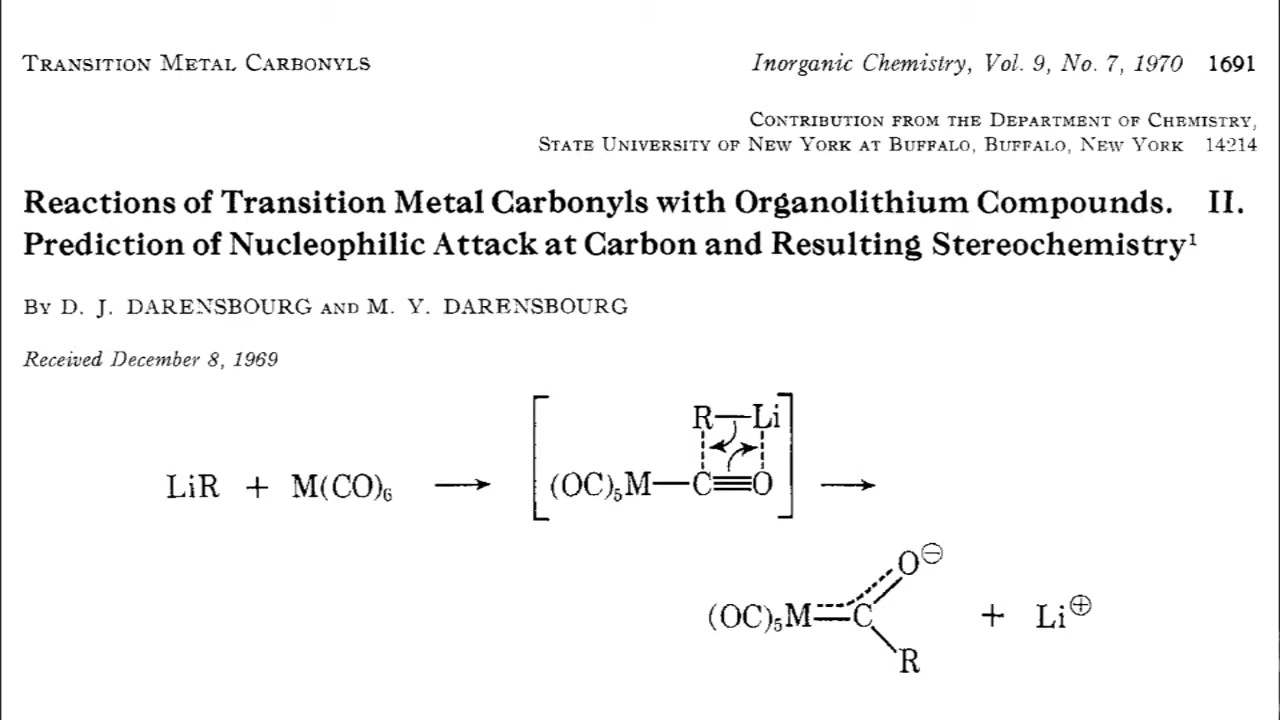 TRANSITION METAL CARBONYLS
Inorganic Chemistry, Vol. 9, No. 7, 1970 1691
CONTRIBUTION FROM THE DEPARTMENT OF CHEMISTRY,
STATE UNIVERSITY OF NEW YORK AT BUFFALO, BUFFALO, NEW YORK 14214
Reactions of Transition Metal Carbonyls with Organolithium Compounds. II.
Prediction of Nucleophilic Attack at Carbon and Resulting Stereochemistry¹
BY D. J. DARENSBOURG AND M. Y. DARENSBOURG
Received December 8, 1969
R—Li
LiR + M(CO)₆ ⟶ [(OC)₅M—C≡O] ⟶
O⊖
(OC)₅M=C + Li⊕
R